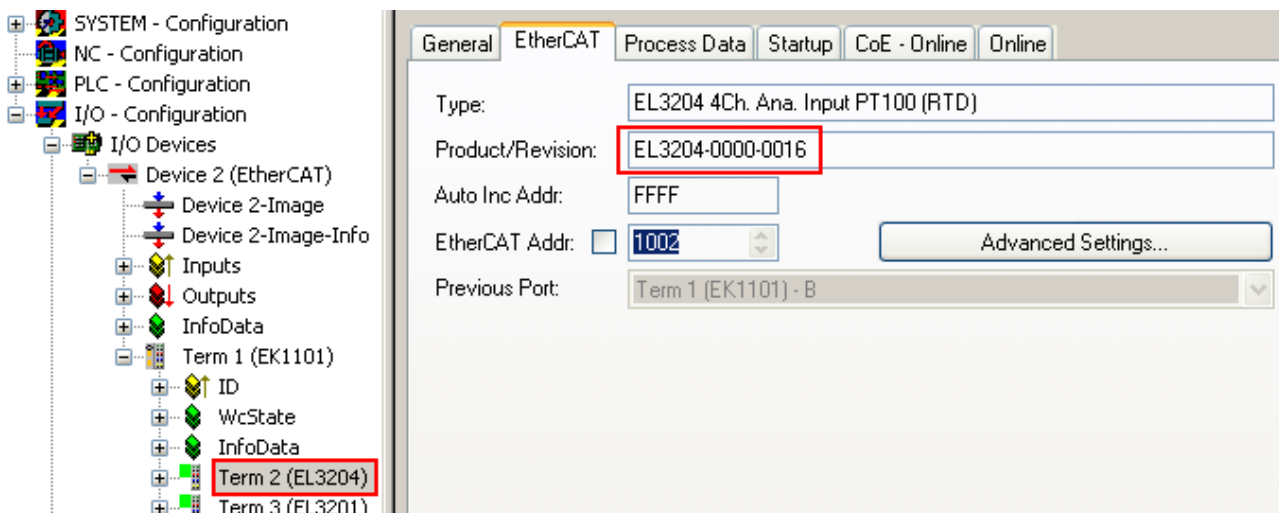 SYSTEM - Configuration
NC - Configuration
PLC - Configuration
I/O - Configuration
I/O Devices
Device 2 (EtherCAT)
Device 2-Image
Device 2-Image-Info
Inputs
Outputs
InfoData
Term 1 (EK1101)
ID
WcState
InfoData
Term 2 (EL3204)
Term 3 (EL3201)
General EtherCAT Process Data Startup CoE - Online Online
Type: EL3204 4Ch. Ana. Input PT100 (RTD)
Product/Revision: EL3204-0000-0016
Auto Inc Addr: FFFF
EtherCAT Addr: 1002 Advanced Settings...
Previous Port: Term 1 (EK1101) - B